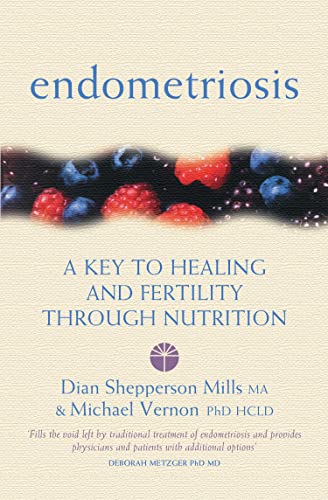 endometriosis
A KEY TO HEALING
AND FERTILITY
THROUGH NUTRITION
Dian Shepperson Mills MA
& Michael Vernon PhD HCLD
'Fills the void left by traditional treatment of endometriosis and provides
physicians and patients with additional options'
DEBORAH METZGER PhD MD